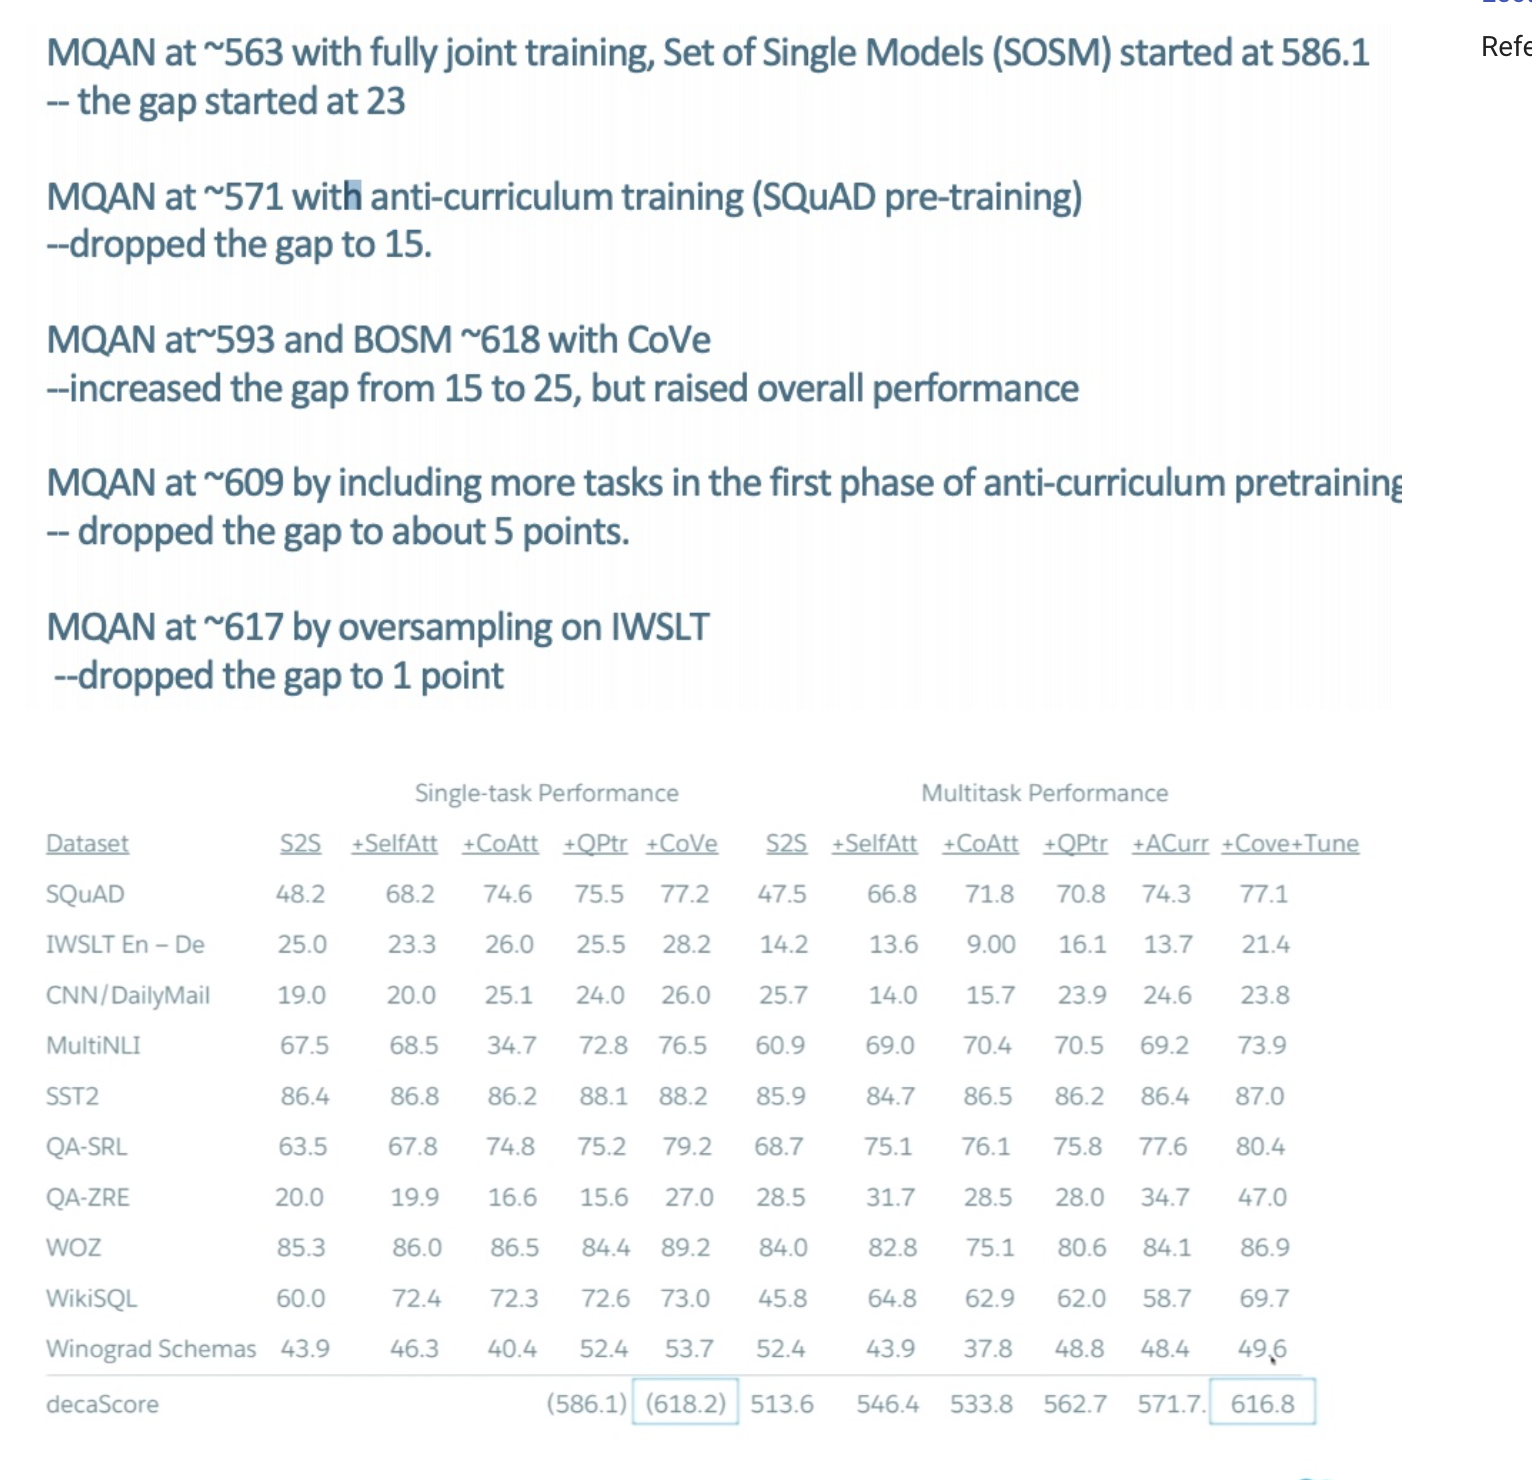 Refe
MQAN at ~563 with fully joint training, Set of Single Models (SOSM) started at 586.1
-- the gap started at 23
MQAN at ~571 with anti-curriculum training (SQuAD pre-training)
--dropped the gap to 15.
MQAN at~593 and BOSM ~618 with CoVe
--increased the gap from 15 to 25, but raised overall performance
MQAN at ~609 by including more tasks in the first phase of anti-curriculum pretraining
-- dropped the gap to about 5 points.
MQAN at ~617 by oversampling on IWSLT
--dropped the gap to 1 point
Single-task Performance Multitask Performance
Dataset S2S +SelfAtt +CoAtt +QPtr +CoVe S2S +SelfAtt +CoAtt +QPtr +ACurr +Cove+Tune
SQuAD 48.2 68.2 74.6 75.5 77.2 47.5 66.8 71.8 70.8 74.3 77.1
IWSLT En – De 25.0 23.3 26.0 25.5 28.2 14.2 13.6 9.00 16.1 13.7 21.4
CNN/DailyMail 19.0 20.0 25.1 24.0 26.0 25.7 14.0 15.7 23.9 24.6 23.8
MultiNLI 67.5 68.5 34.7 72.8 76.5 60.9 69.0 70.4 70.5 69.2 73.9
SST2 86.4 86.8 86.2 88.1 88.2 85.9 84.7 86.5 86.2 86.4 87.0
QA-SRL 63.5 67.8 74.8 75.2 79.2 68.7 75.1 76.1 75.8 77.6 80.4
QA-ZRE 20.0 19.9 16.6 15.6 27.0 28.5 31.7 28.5 28.0 34.7 47.0
WOZ 85.3 86.0 86.5 84.4 89.2 84.0 82.8 75.1 80.6 84.1 86.9
WikiSQL 60.0 72.4 72.3 72.6 73.0 45.8 64.8 62.9 62.0 58.7 69.7
Winograd Schemas 43.9 46.3 40.4 52.4 53.7 52.4 43.9 37.8 48.8 48.4 49.6
decaScore (586.1) (618.2) 513.6 546.4 533.8 562.7 571.7. 616.8